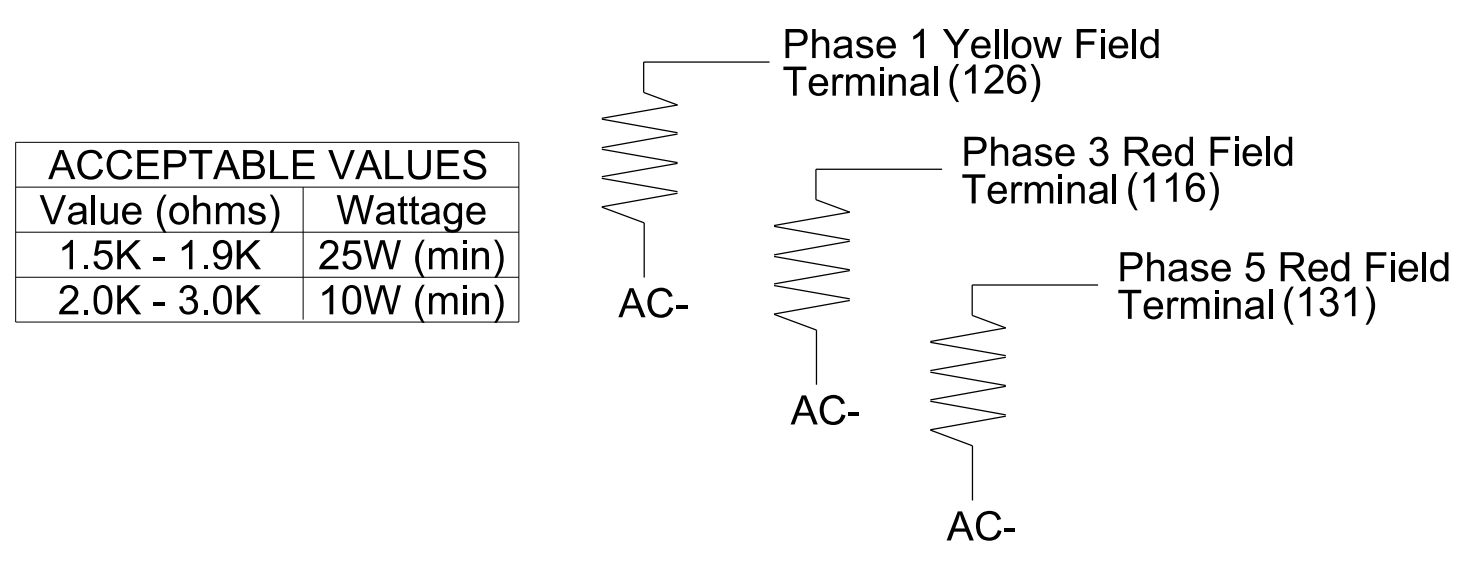 ACCEPTABLE VALUES
Value (ohms) Wattage
1.5K - 1.9K 25W (min)
2.0K - 3.0K 10W (min)
Phase 1 Yellow Field
Terminal (126)
AC-
Phase 3 Red Field
Terminal (116)
AC-
Phase 5 Red Field
Terminal (131)
AC-